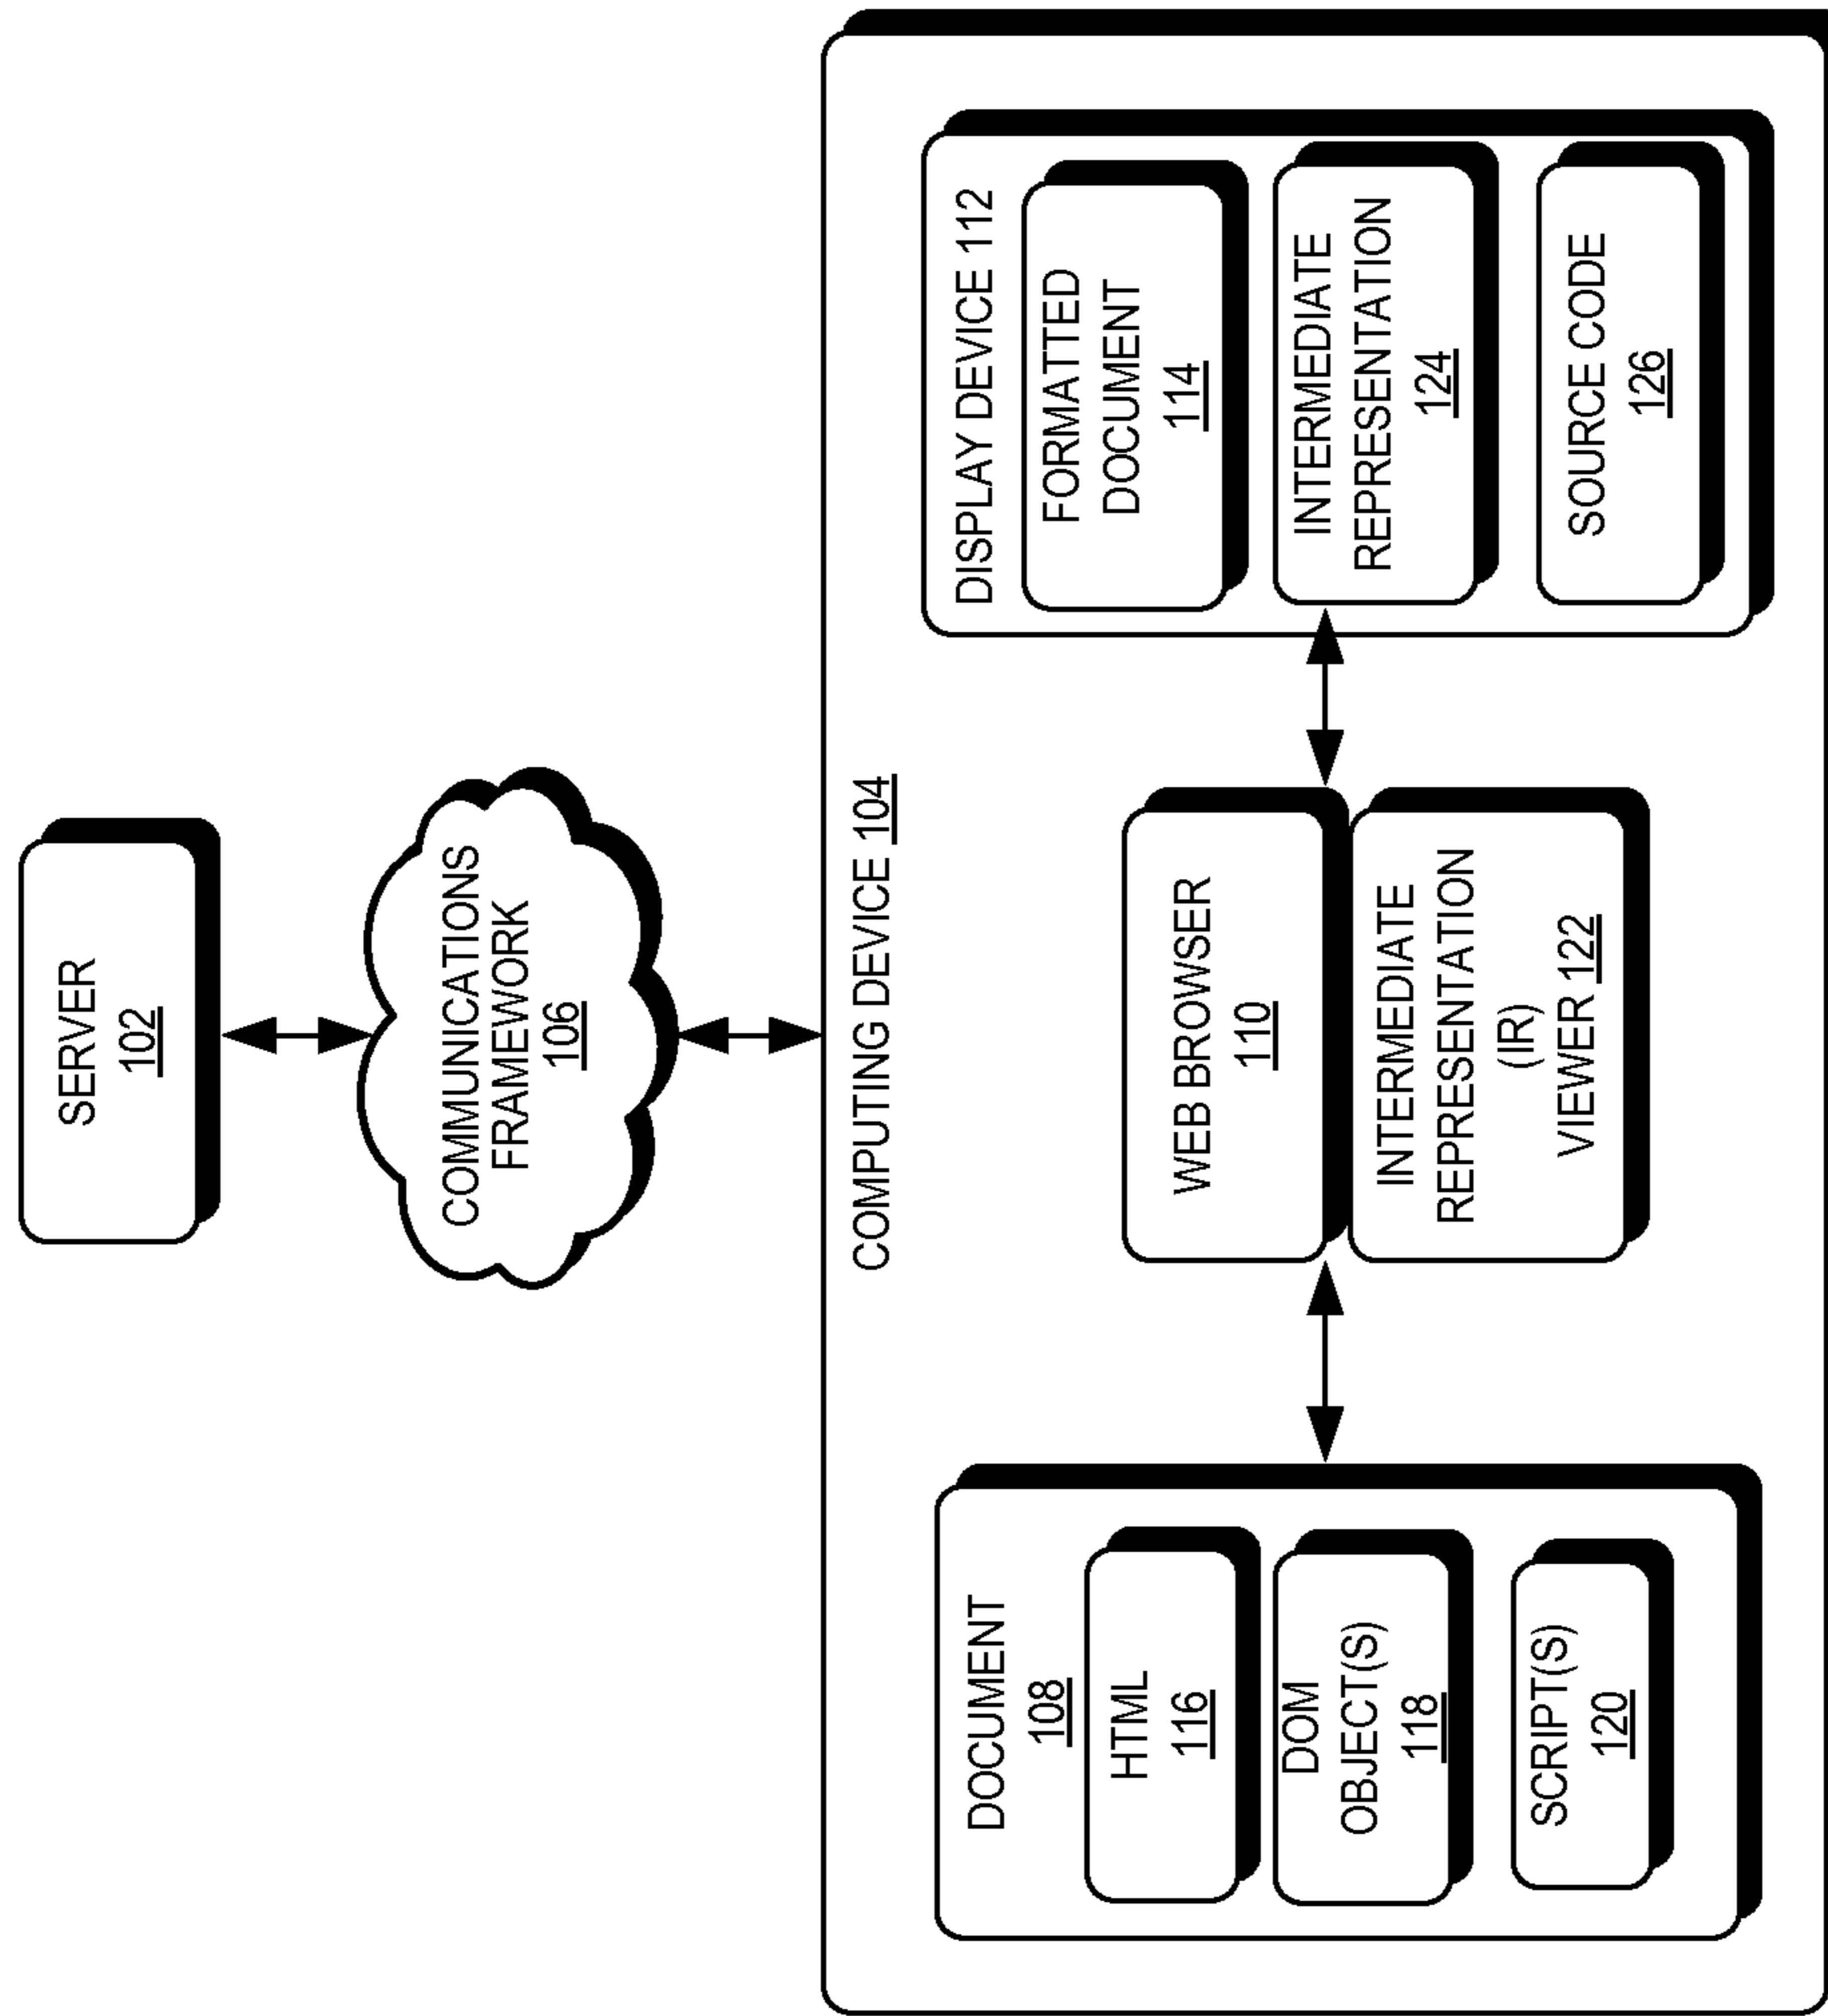 SERVER
102
COMMUNICATIONS
FRAMEWORK
106
COMPUTING DEVICE 104
DOCUMENT
108
HTML
116
DOM
OBJECT(S)
118
SCRIPT(S)
120
WEB BROWSER
110
INTERMEDIATE
REPRESENTATION
(IR)
VIEWER 122
DISPLAY DEVICE 112
FORMATTED
DOCUMENT
114
INTERMEDIATE
REPRESENTATION
124
SOURCE CODE
126